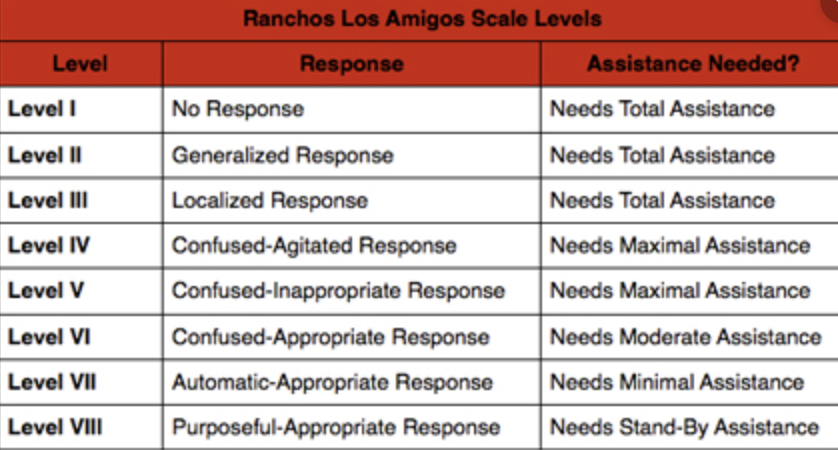 Ranchos Los Amigos Scale Levels
Level Response Assistance Needed?
Level I No Response Needs Total Assistance
Level II Generalized Response Needs Total Assistance
Level III Localized Response Needs Total Assistance
Level IV Confused-Agitated Response Needs Maximal Assistance
Level V Confused-Inappropriate Response Needs Maximal Assistance
Level VI Confused-Appropriate Response Needs Moderate Assistance
Level VII Automatic-Appropriate Response Needs Minimal Assistance
Level VIII Purposeful-Appropriate Response Needs Stand-By Assistance